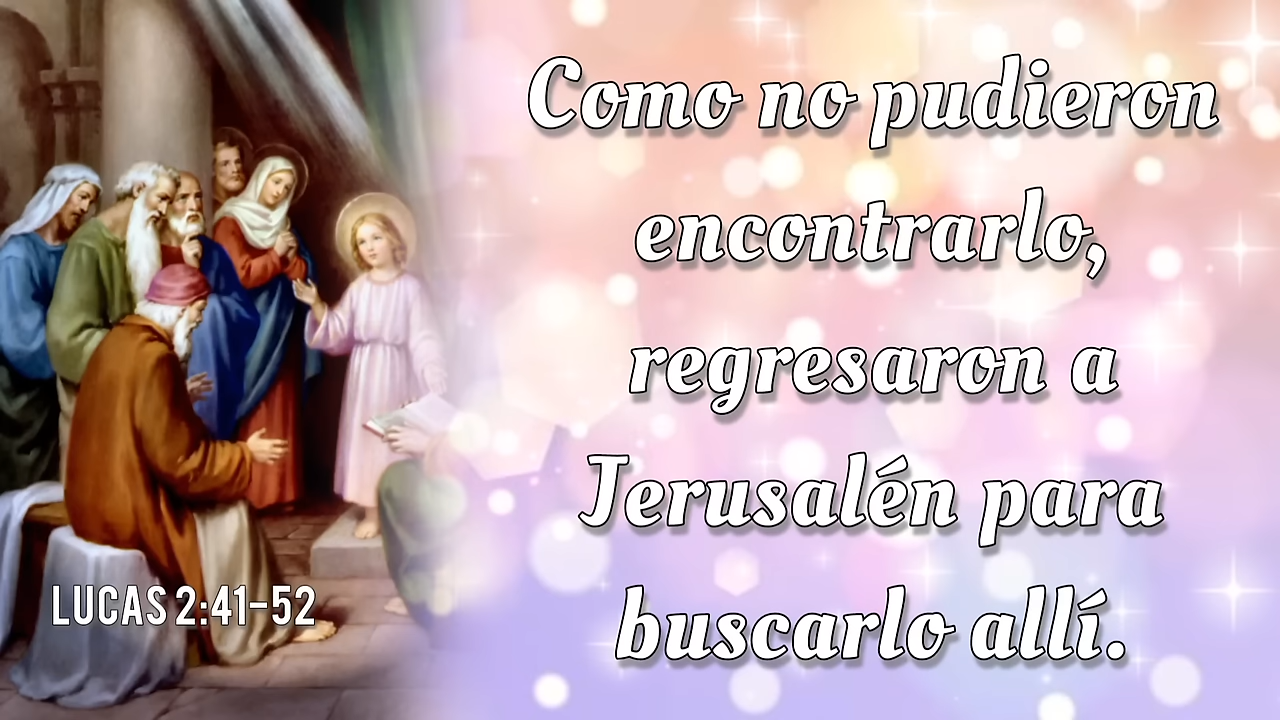 Como no pudieron
encontrarlo,
regresaron a
Jerusalén para
buscarlo allí.
LUCAS 2:41-52